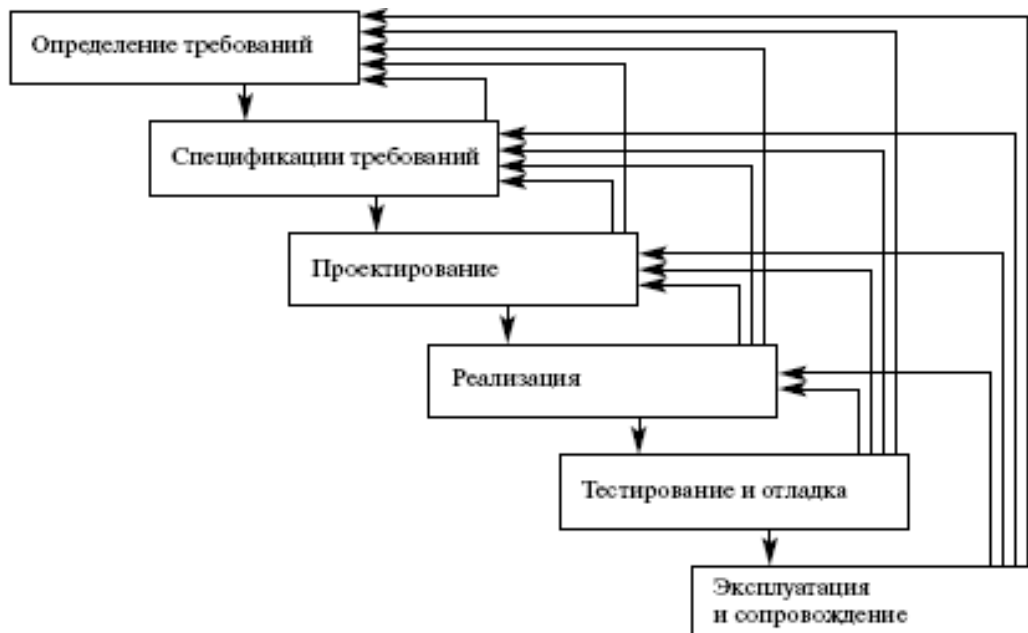 Определение требований
Спецификации требований
Проектирование
Реализация
Тестирование и отладка
Эксплуатация
и сопровождение